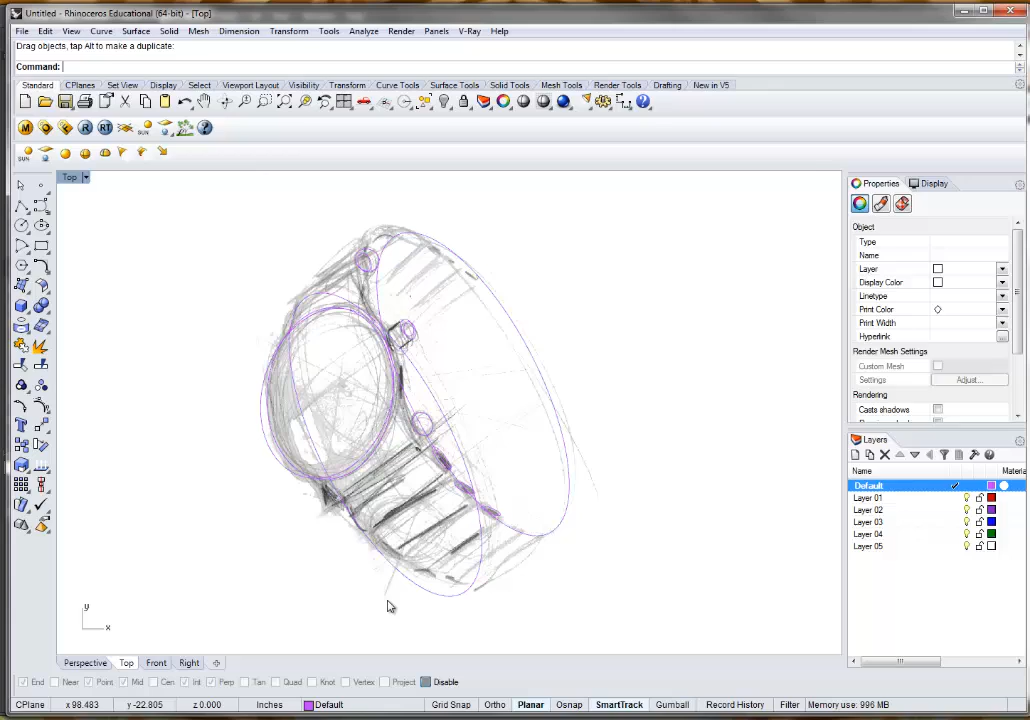 Untitled - Rhinoceros Educational (64-bit) - [Top]
File Edit View Curve Surface Solid Mesh Dimension Transform Tools Analyze Render Panels V-Ray Help
Drag objects, tap Alt to make a duplicate:
Command:
Standard CPlanes Set View Display Select Viewport Layout Visibility Transform Curve Tools Surface Tools Solid Tools Mesh Tools Render Tools Drafting New in V5
M R RT
SUN
SUN
Top
Properties Display
Object
Type
Name
Layer
Display Color
Linetype
Print Color
Print Width
Hyperlink
Render Mesh Settings
Custom Mesh
Settings Adjust...
Rendering
Casts shadows
Layers
Name Material
Default
Layer 01
Layer 02
Layer 03
Layer 04
Layer 05
y
x
Perspective Top Front Right
End Near Point Mid Cen Int Perp Tan Quad Knot Vertex Project Disable
CPlane x 98.483 y -22.805 z 0.000 Inches Default Grid Snap Ortho Planar Osnap SmartTrack Gumball Record History Filter Memory use: 996 MB